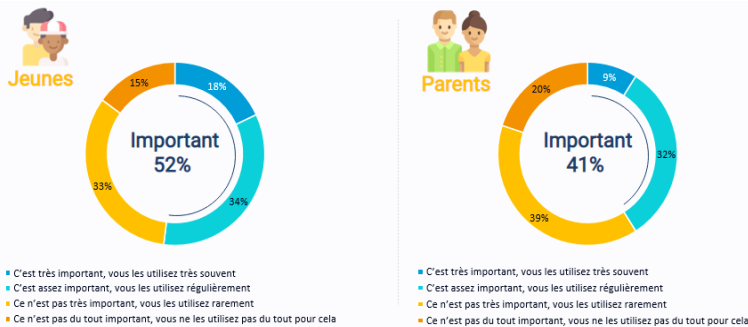 Jeunes
15%
18%
Important
52%
33%
34%
C'est très important, vous les utilisez très souvent
C'est assez important, vous les utilisez régulièrement
Ce n'est pas très important, vous les utilisez rarement
Ce n'est pas du tout important, vous ne les utilisez pas du tout pour cela
Parents
9%
20%
Important
41%
32%
39%
C'est très important, vous les utilisez très souvent
C'est assez important, vous les utilisez régulièrement
Ce n'est pas très important, vous les utilisez rarement
Ce n'est pas du tout important, vous ne les utilisez pas du tout pour cela